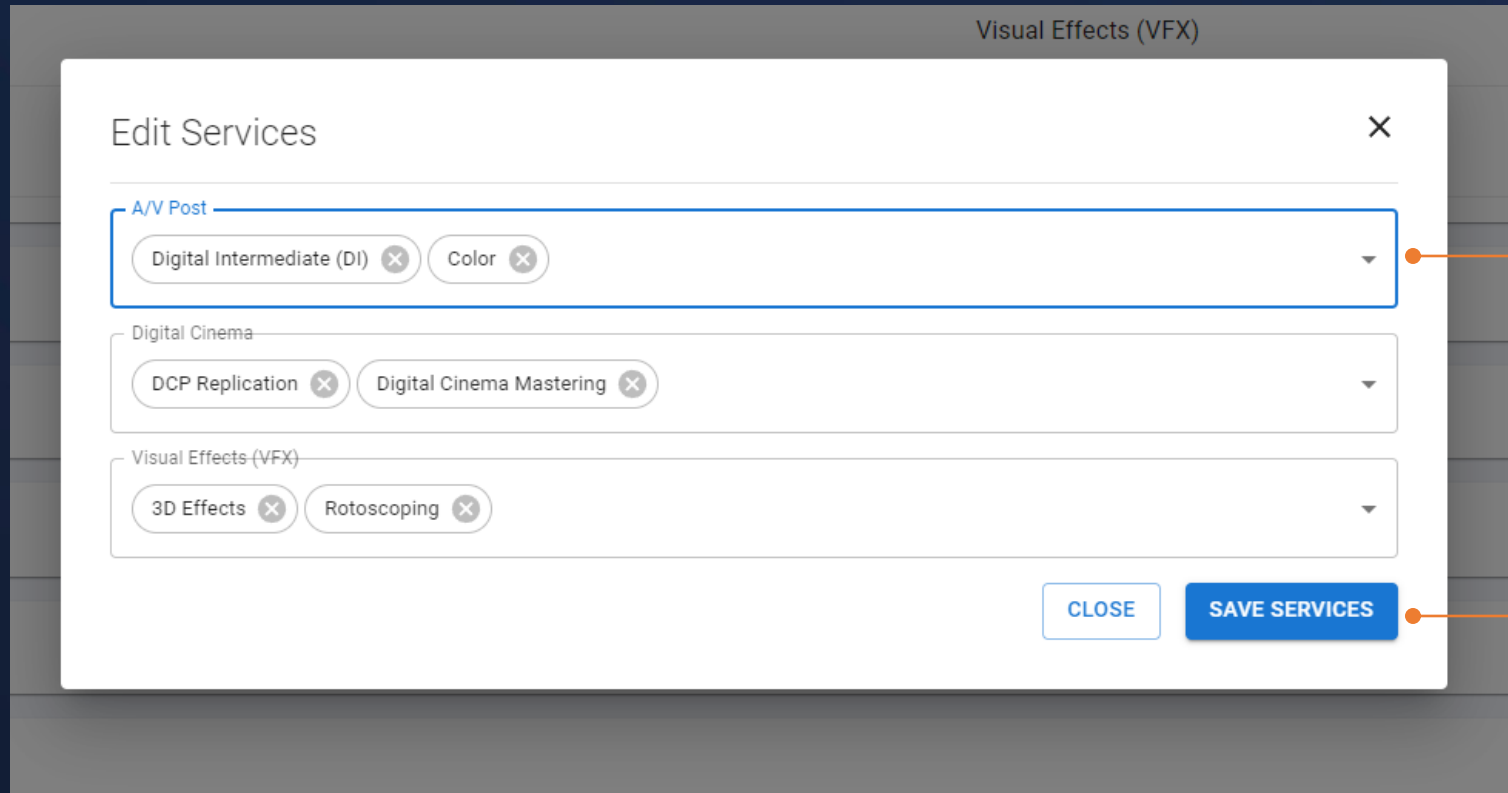 Visual Effects (VFX)
Edit Services
A/V Post
Digital Intermediate (DI) Color
Digital Cinema
DCP Replication Digital Cinema Mastering
Visual Effects (VFX)
3D Effects Rotoscoping
CLOSE SAVE SERVICES